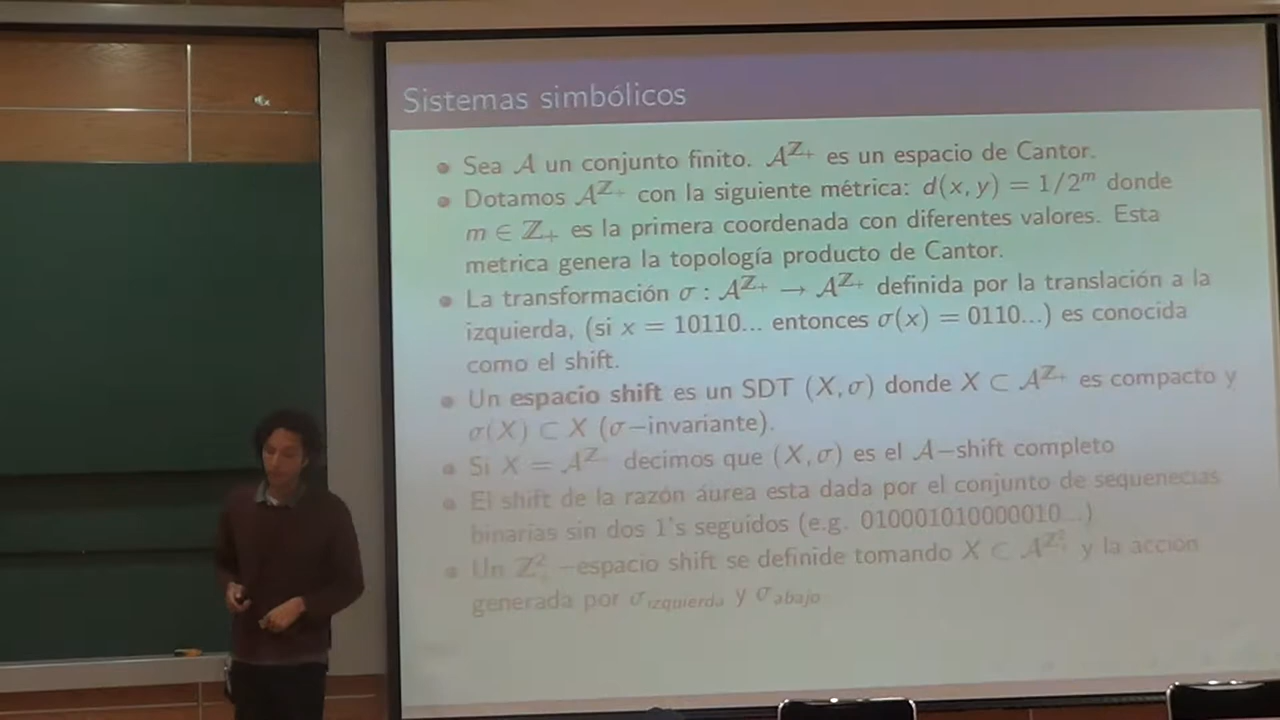 Sistemas simbólicos
Sea 𝒜 un conjunto finito. 𝒜^ℤ₊ es un espacio de Cantor.
Dotamos 𝒜^ℤ₊ con la siguiente métrica: d(x, y) = 1/2^m donde
m ∈ ℤ₊ es la primera coordenada con diferentes valores. Esta
metrica genera la topología producto de Cantor.
La transformación σ : 𝒜^ℤ₊ → 𝒜^ℤ₊ definida por la translación a la
izquierda, (si x = 10110... entonces σ(x) = 0110...) es conocida
como el shift.
Un espacio shift es un SDT (X, σ) donde X ⊂ 𝒜^ℤ₊ es compacto y
σ(X) ⊂ X (σ−invariante).
Si X = 𝒜^ℤ decimos que (X, σ) es el 𝒜−shift completo
El shift de la razón áurea esta dada por el conjunto de sequenecias
binarias sin dos 1's seguidos (e.g. 010001010000010...)
Un ℤ²₊ −espacio shift se definide tomando X ⊂ 𝒜^ℤ²₊ y la acción
generada por σ_izquierda y σ_abajo